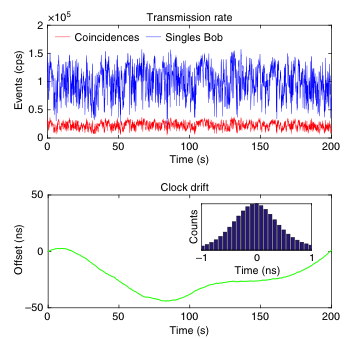 Transmission rate
×10⁵
2
1.5
1
0.5
0
Events (cps)
Coincidences
Singles Bob
0 50 100 150 200
Time (s)
Clock drift
50
0
−50
Offset (ns)
Counts
−1 0 1
Time (ns)
0 50 100 150 200
Time (s)